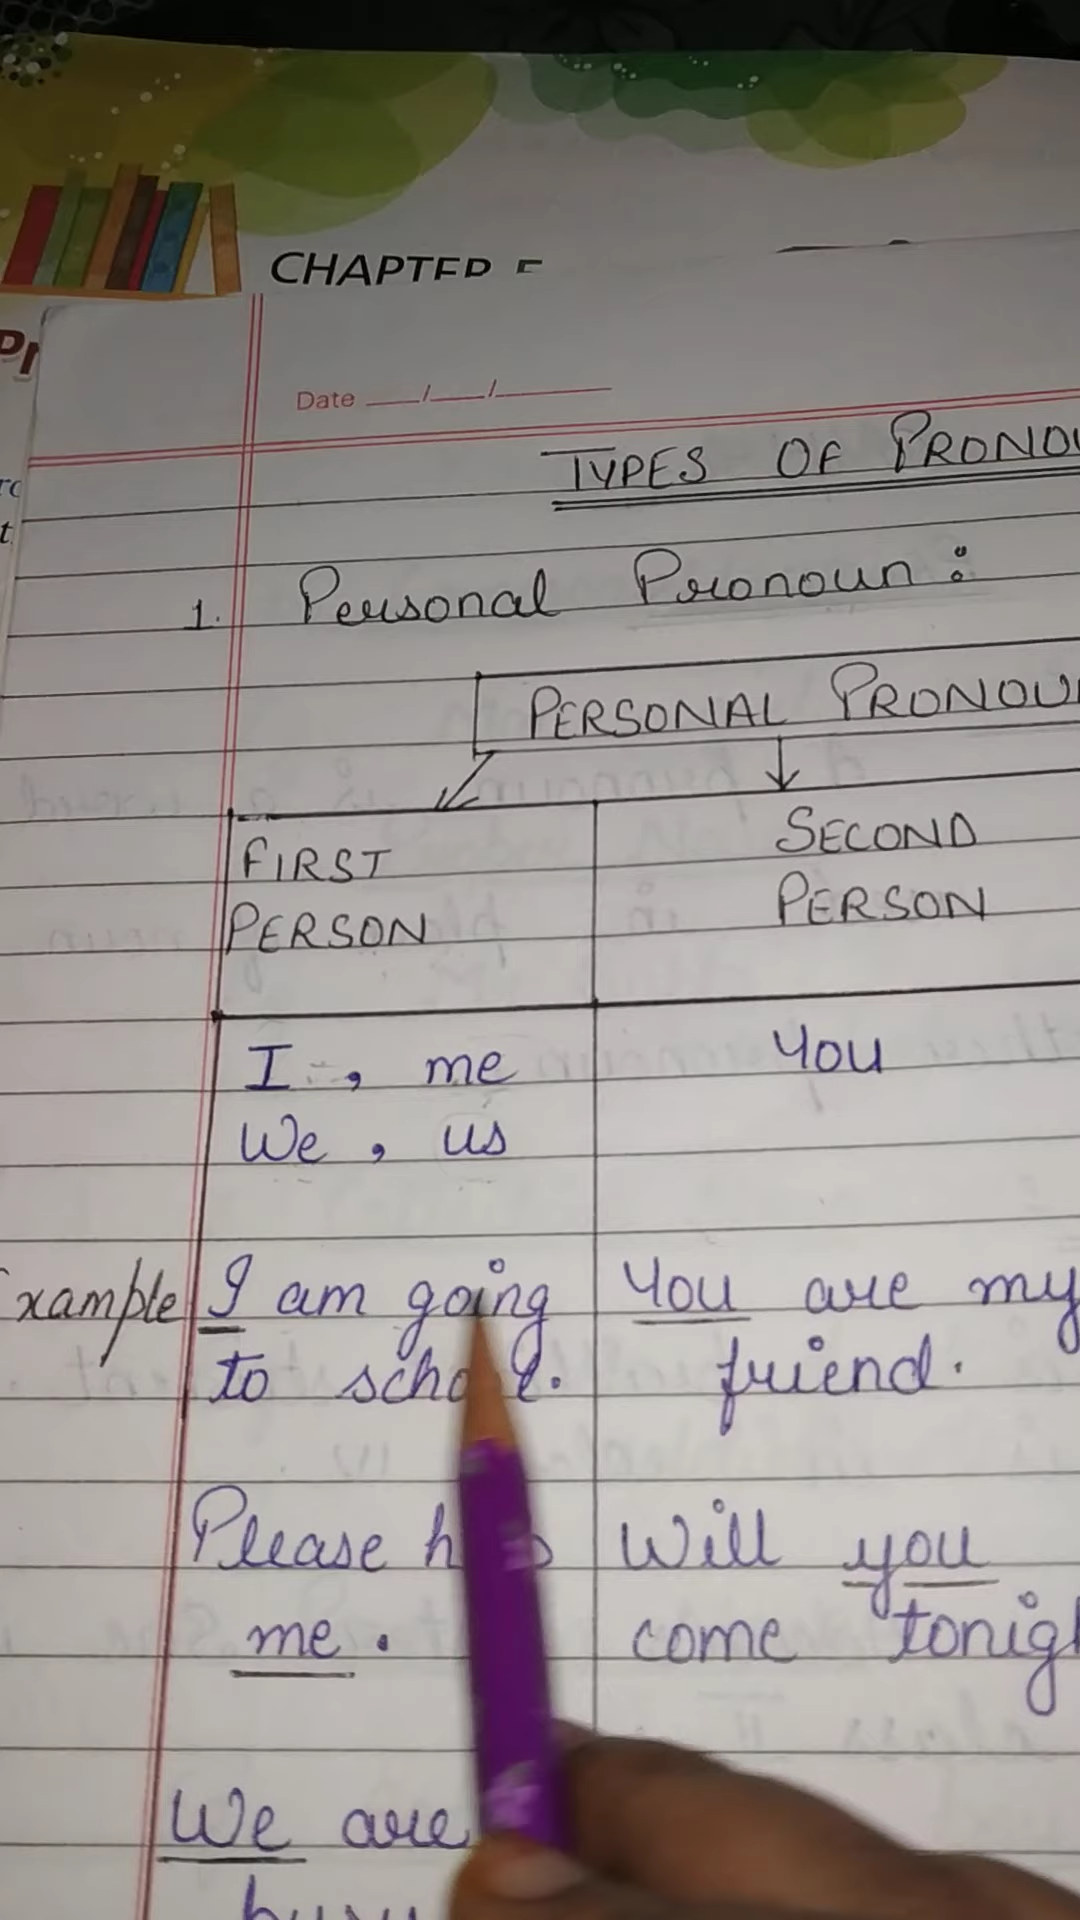 CHAPTER
Date
TYPES OF
1. Personal Pronoun :
PERSONAL
FIRST PERSON
SECOND PERSON
I , me
We , us
You
I am going
to
You are my
friend.
Please
me.
Will you
come
We are